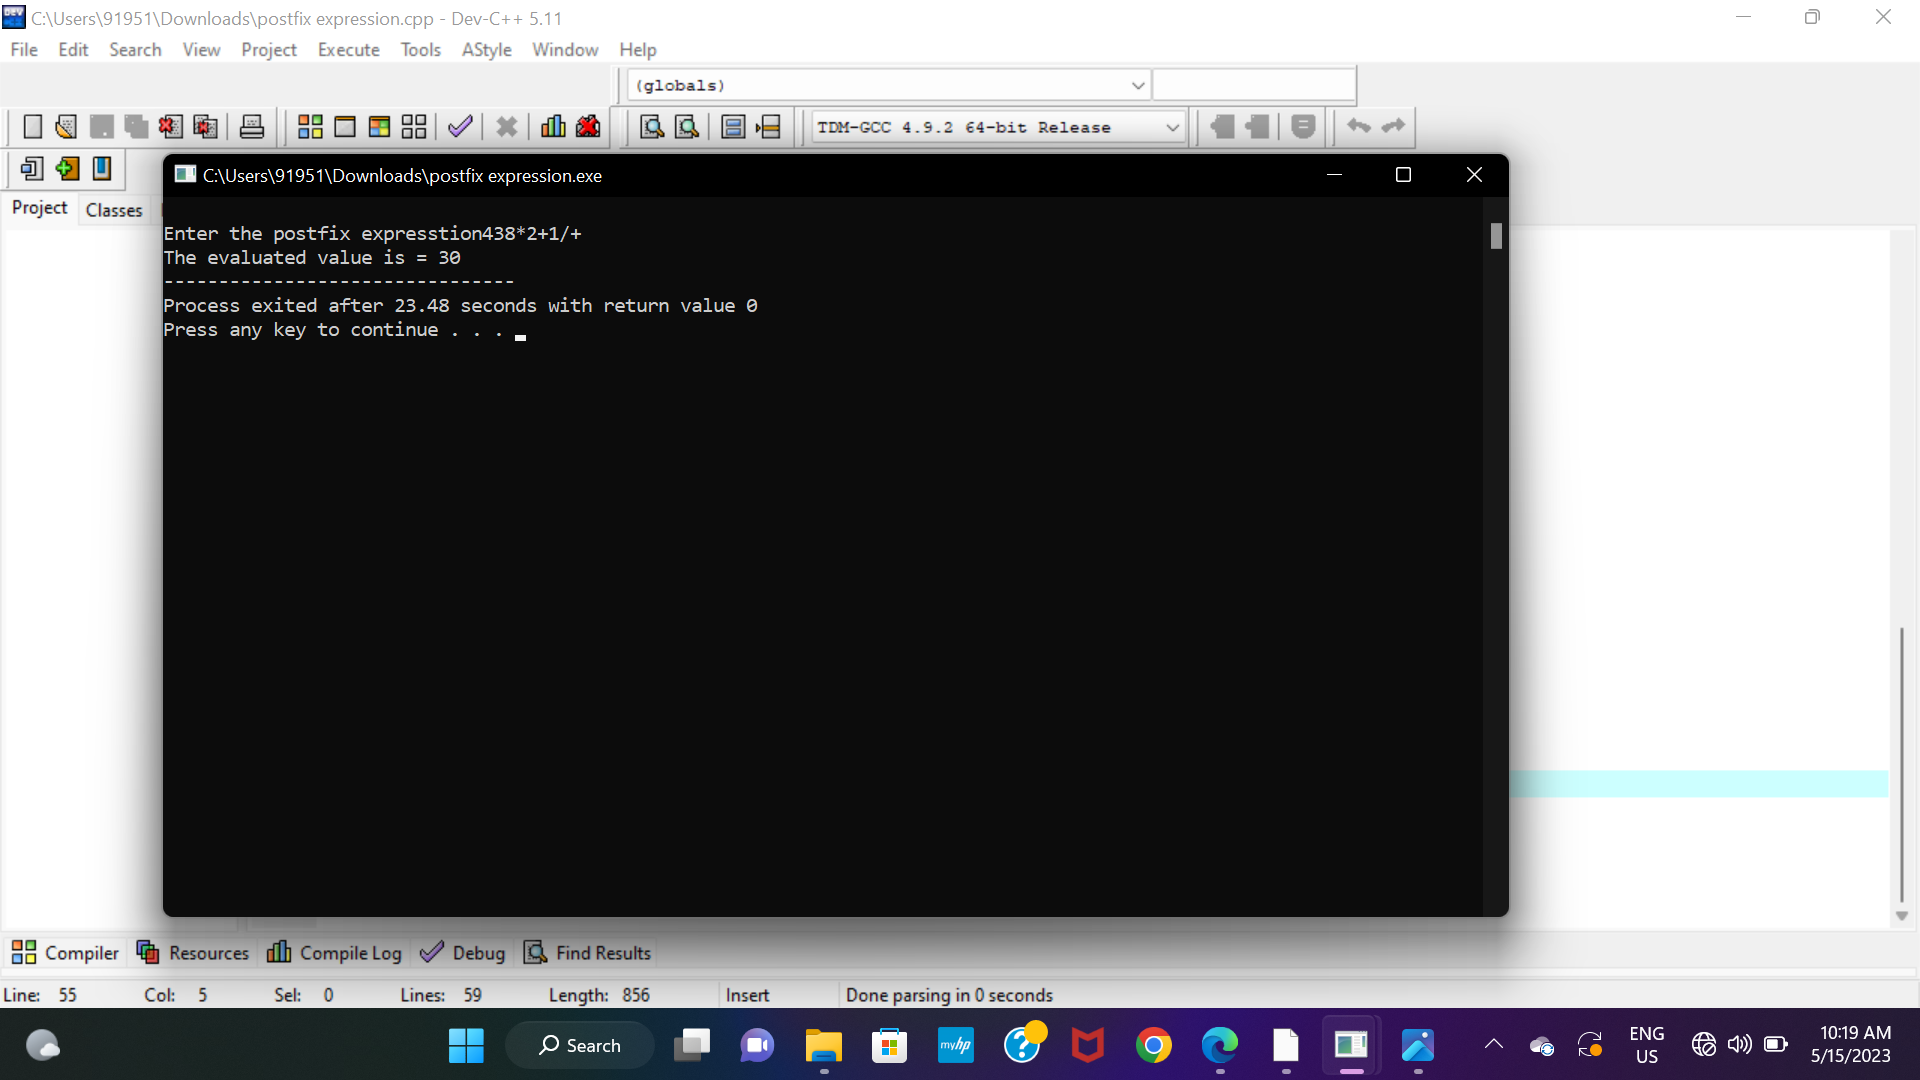 C:\Users\91951\Downloads\postfix expression.cpp - Dev-C++ 5.11
File Edit Search View Project Execute Tools AStyle Window Help
(globals)
TDM-GCC 4.9.2 64-bit Release
Project Classes
C:\Users\91951\Downloads\postfix expression.exe
Enter the postfix expresstion438*2+1/+
The evaluated value is = 30
--------------------------------
Process exited after 23.48 seconds with return value 0
Press any key to continue . . .
Compiler Resources Compile Log Debug Find Results
Line: 55 Col: 5 Sel: 0 Lines: 59 Length: 856 Insert Done parsing in 0 seconds
Search
myhp
ENG
US
10:19 AM
5/15/2023